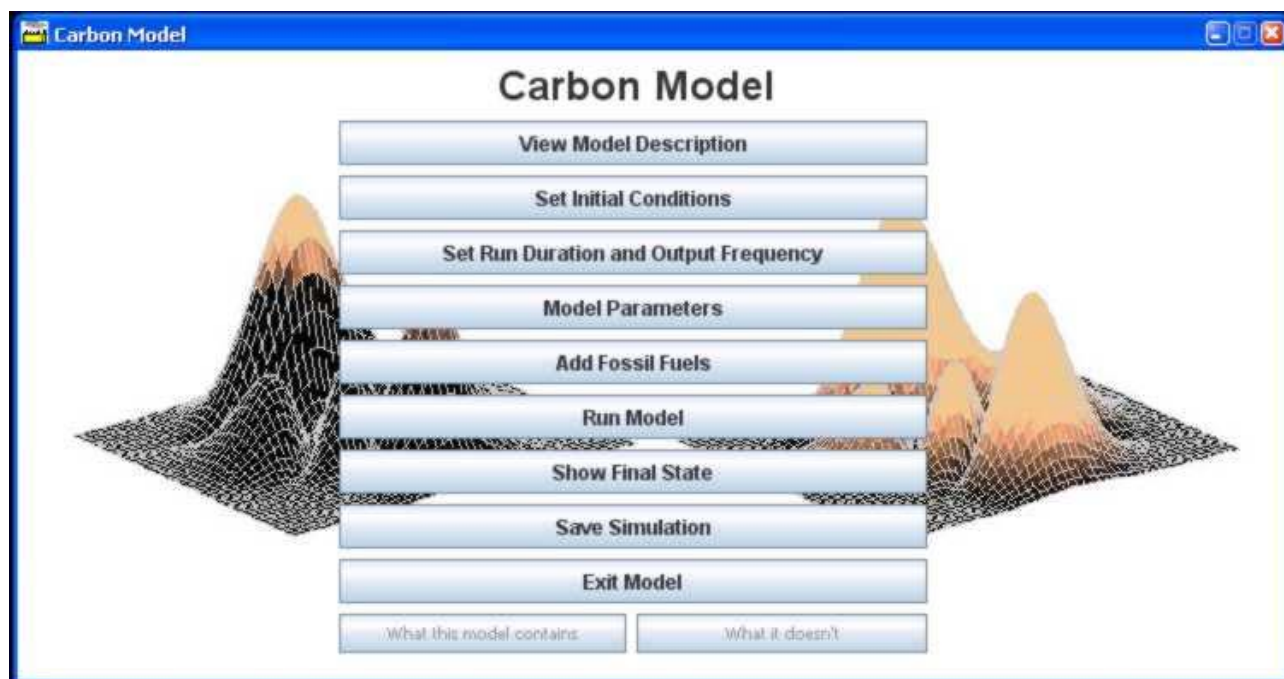 Carbon Model
Carbon Model
View Model Description
Set Initial Conditions
Set Run Duration and Output Frequency
Model Parameters
Add Fossil Fuels
Run Model
Show Final State
Save Simulation
Exit Model
What this model contains
What it doesn't